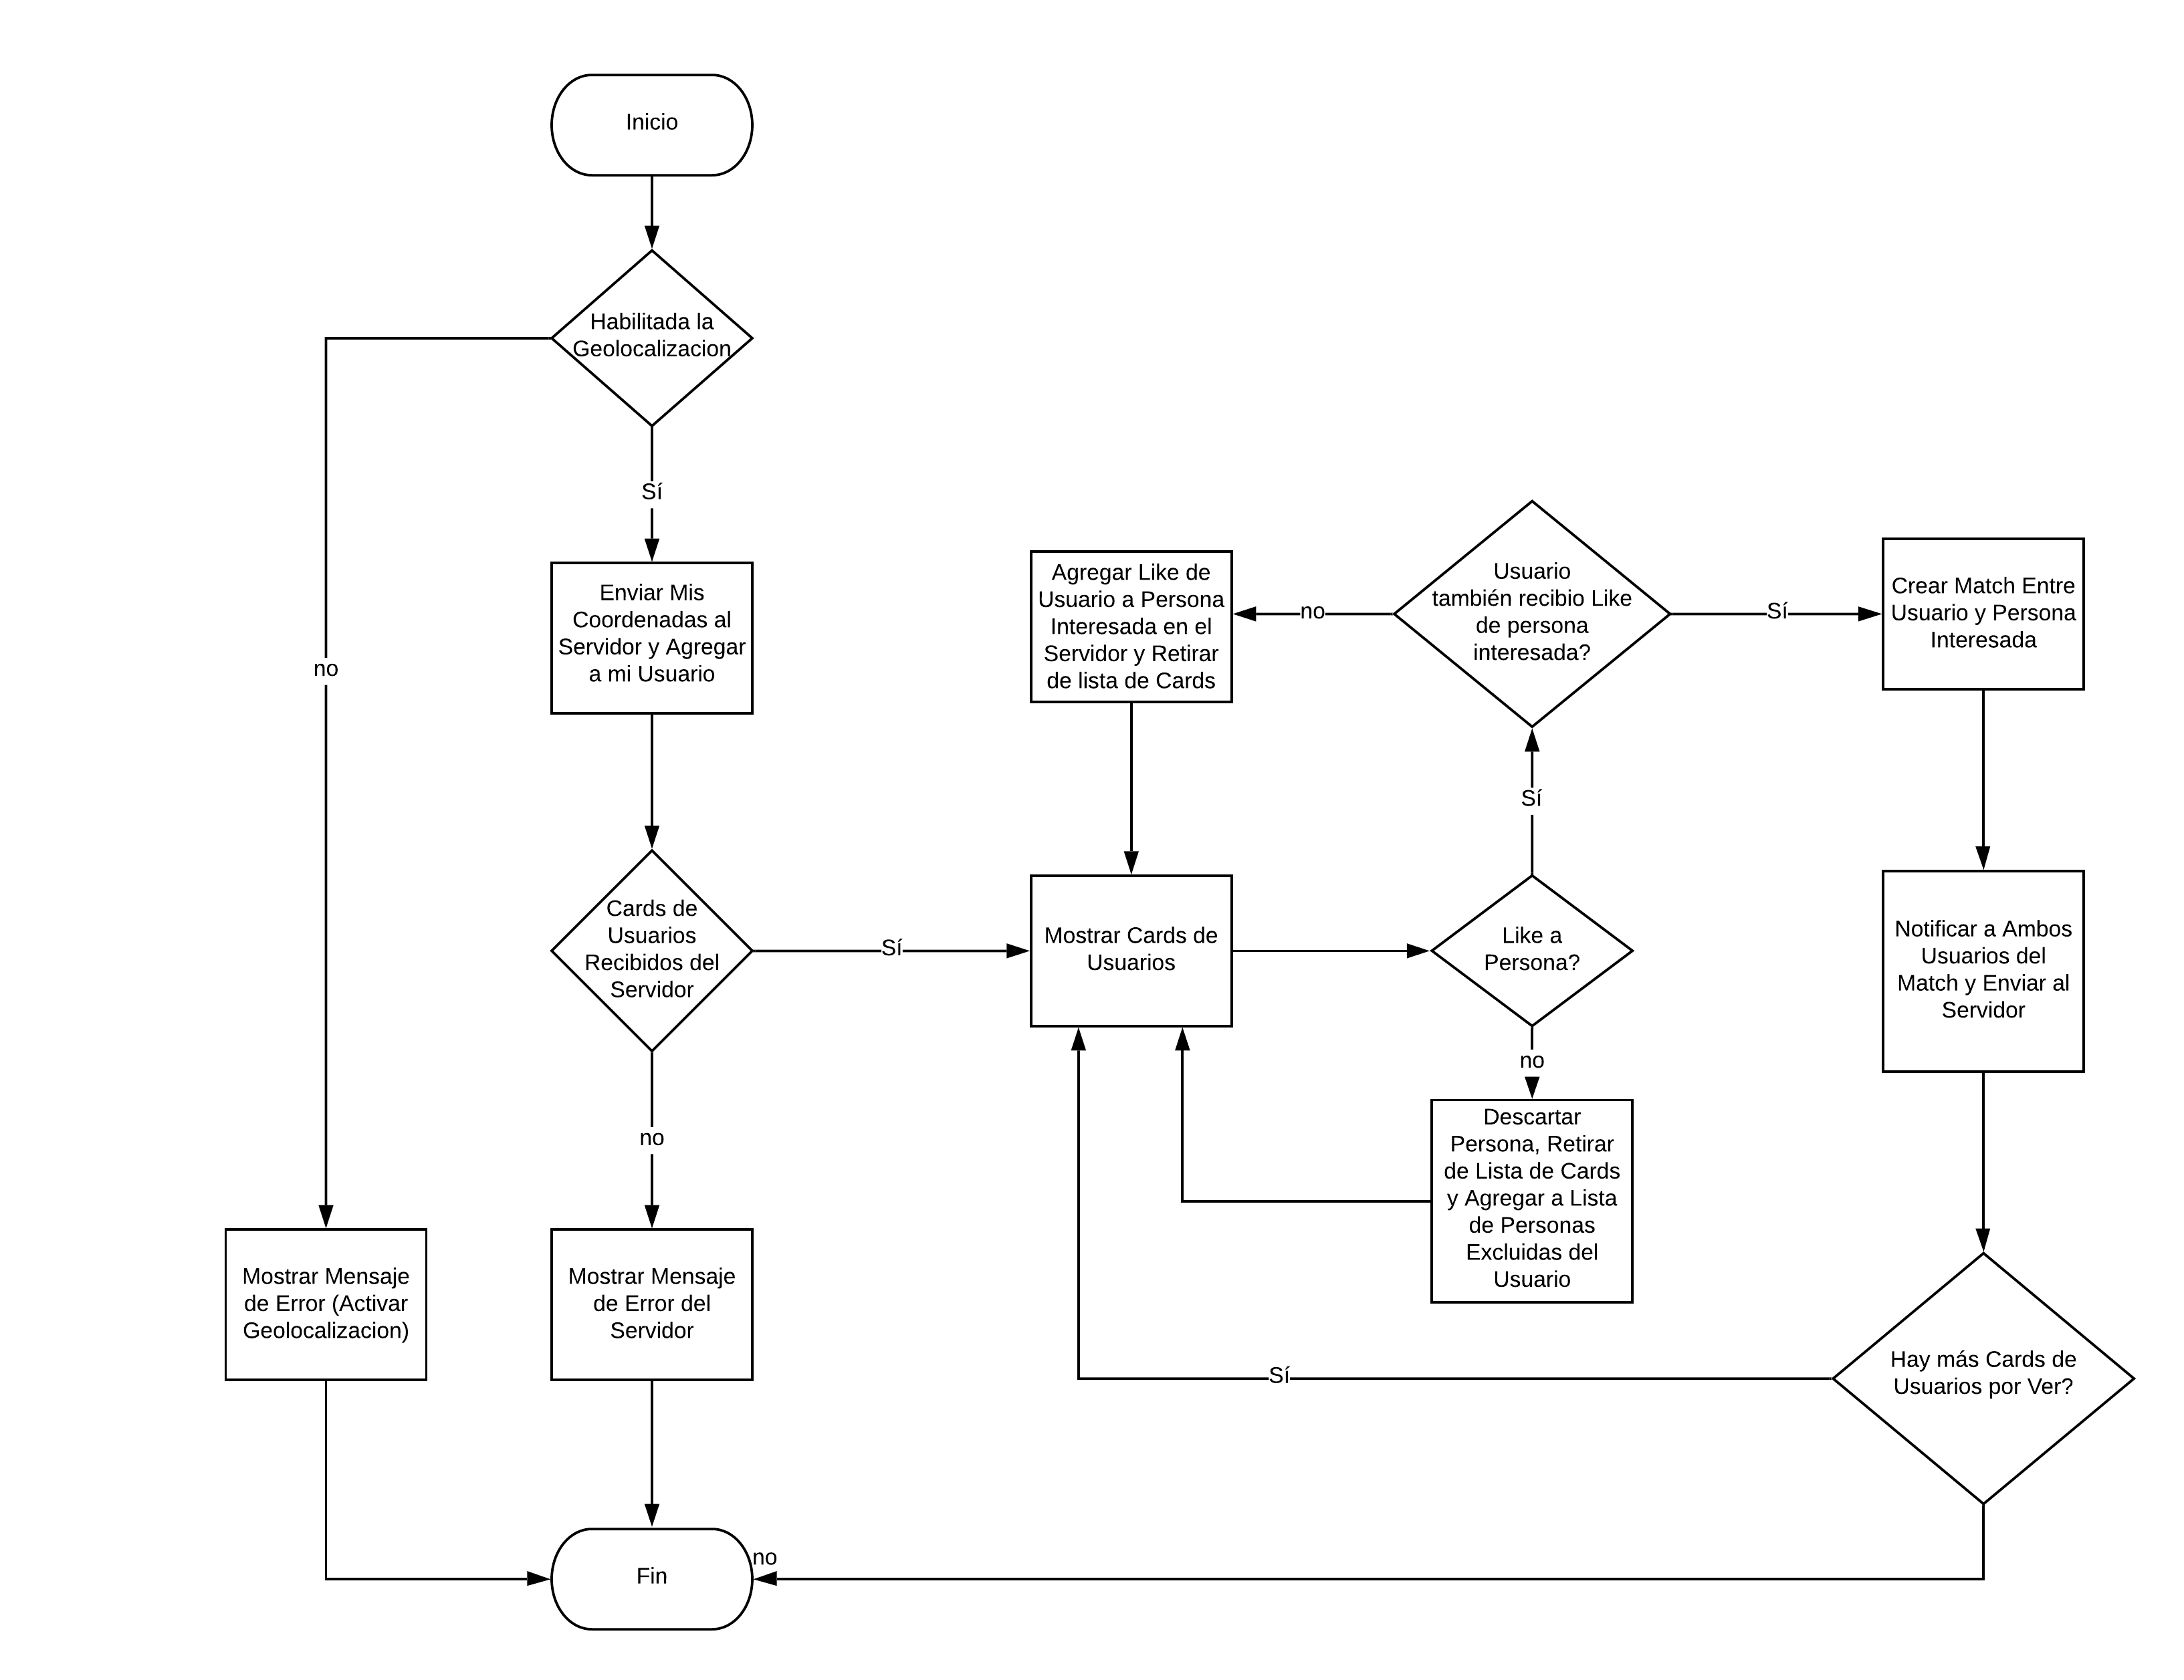 Inicio
Habilitada la
Geolocalizacion
Sí
no
Enviar Mis
Coordenadas al
Servidor y Agregar
a mi Usuario
Cards de
Usuarios
Recibidos del
Servidor
Sí
no
Mostrar Mensaje
de Error (Activar
Geolocalizacion)
Mostrar Mensaje
de Error del
Servidor
Fin
Agregar Like de
Usuario a Persona
Interesada en el
Servidor y Retirar
de lista de Cards
no
Usuario
también recibio Like
de persona
interesada?
Sí
Crear Match Entre
Usuario y Persona
Interesada
Sí
Mostrar Cards de
Usuarios
Like a
Persona?
no
Descartar
Persona, Retirar
de Lista de Cards
y Agregar a Lista
de Personas
Excluidas del
Usuario
Notificar a Ambos
Usuarios del
Match y Enviar al
Servidor
Hay más Cards de
Usuarios por Ver?
Sí
no